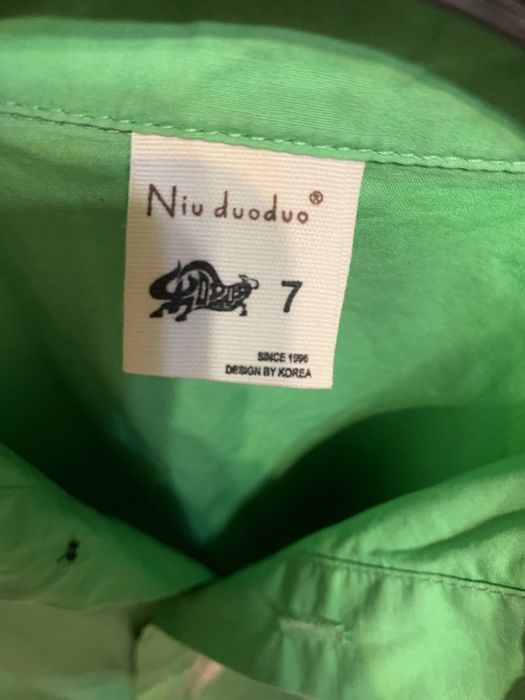 Niu duoduo®
7
SINCE 1996
DESIGN BY KOREA